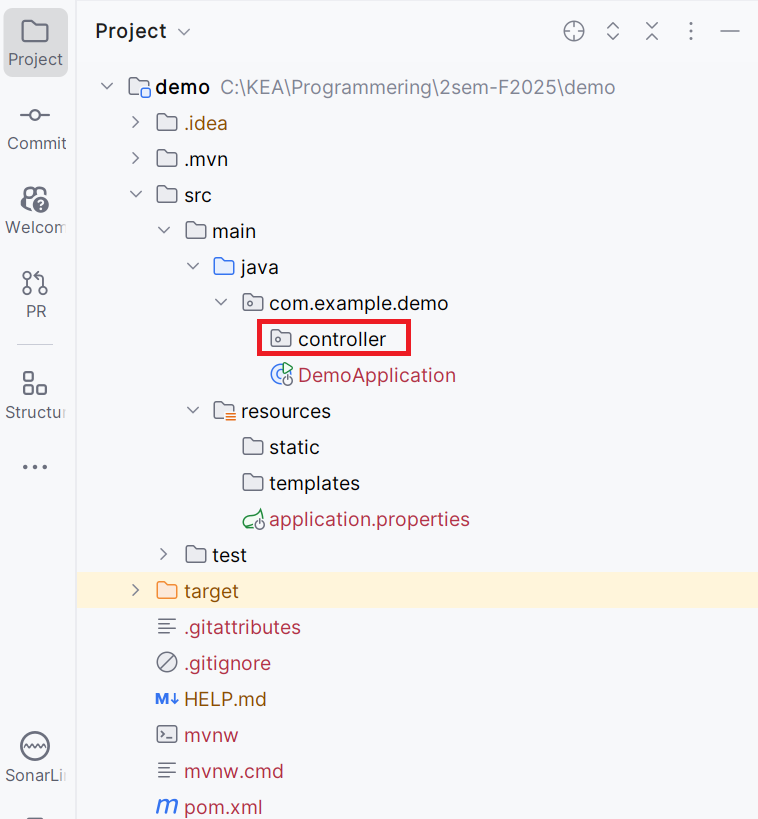 Project
Project
Commit
Welcom
PR
Structu
SonarLi
demo C:\KEA\Programmering\2sem-F2025\demo
.idea
.mvn
src
main
java
com.example.demo
controller
DemoApplication
resources
static
templates
application.properties
test
target
.gitattributes
.gitignore
M↓ HELP.md
mvnw
mvnw.cmd
m pom.xml